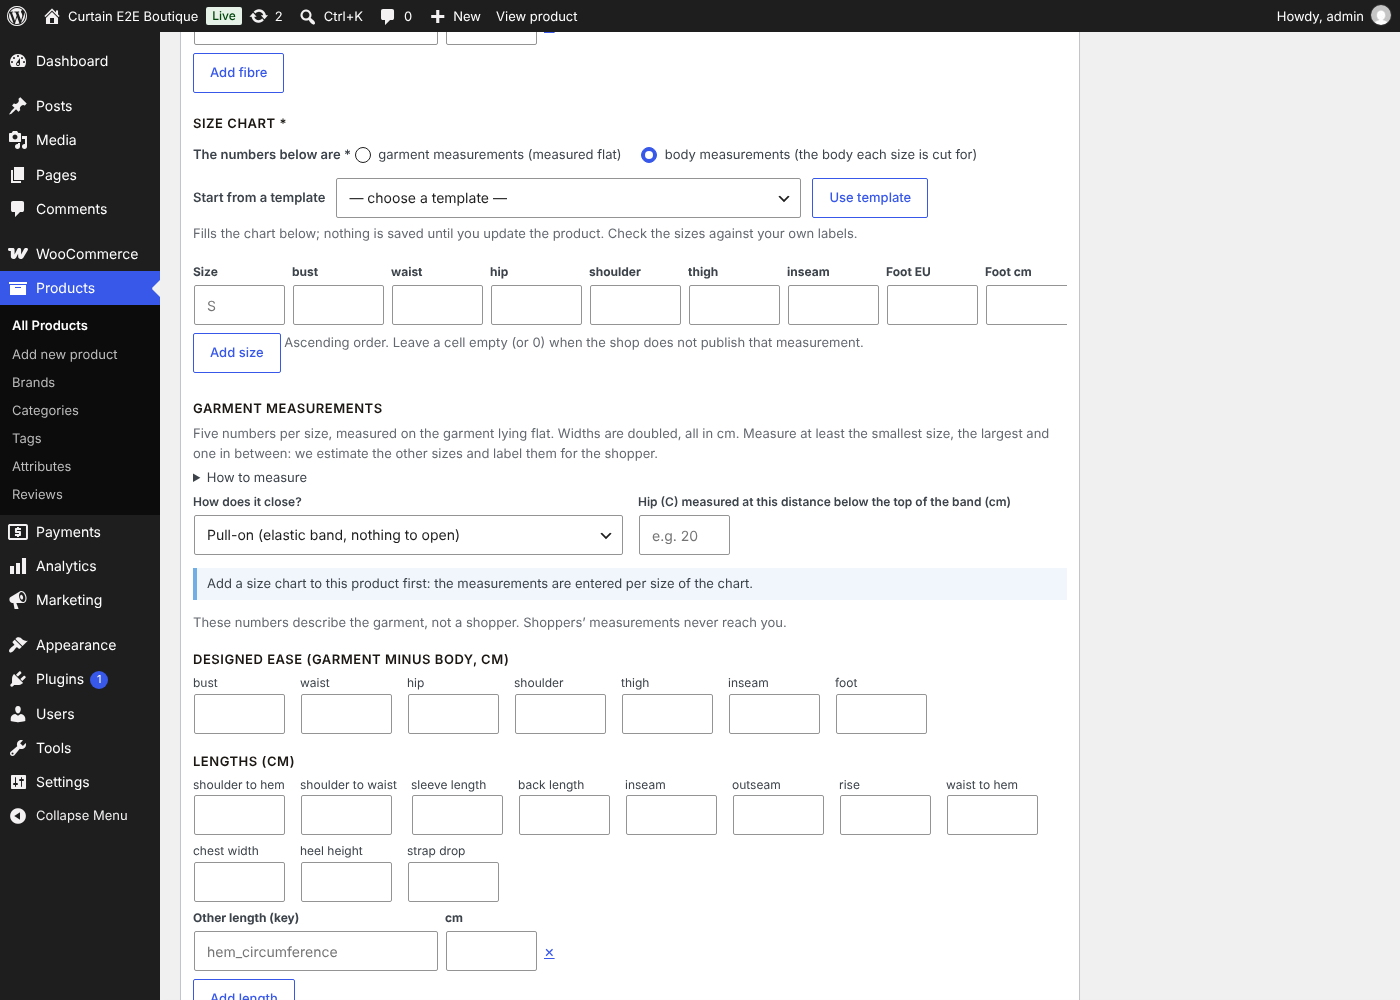 Curtain E2E Boutique Live 2 Ctrl+K 0 New View product Howdy, admin
Dashboard
Posts
Media
Pages
Comments
WooCommerce
Products
All Products
Add new product
Brands
Categories
Tags
Attributes
Reviews
Payments
Analytics
Marketing
Appearance
Plugins 1
Users
Tools
Settings
Collapse Menu
Add fibre
SIZE CHART *
The numbers below are * garment measurements (measured flat) body measurements (the body each size is cut for)
Start from a template — choose a template — Use template
Fills the chart below; nothing is saved until you update the product. Check the sizes against your own labels.
Size bust waist hip shoulder thigh inseam Foot EU Foot cm
S
Add size Ascending order. Leave a cell empty (or 0) when the shop does not publish that measurement.
GARMENT MEASUREMENTS
Five numbers per size, measured on the garment lying flat. Widths are doubled, all in cm. Measure at least the smallest size, the largest and
one in between: we estimate the other sizes and label them for the shopper.
How to measure
How does it close? Hip (C) measured at this distance below the top of the band (cm)
Pull-on (elastic band, nothing to open) e.g. 20
Add a size chart to this product first: the measurements are entered per size of the chart.
These numbers describe the garment, not a shopper. Shoppers’ measurements never reach you.
DESIGNED EASE (GARMENT MINUS BODY, CM)
bust waist hip shoulder thigh inseam foot
LENGTHS (CM)
shoulder to hem shoulder to waist sleeve length back length inseam outseam rise waist to hem
chest width heel height strap drop
Other length (key) cm
hem_circumference ×
Add length